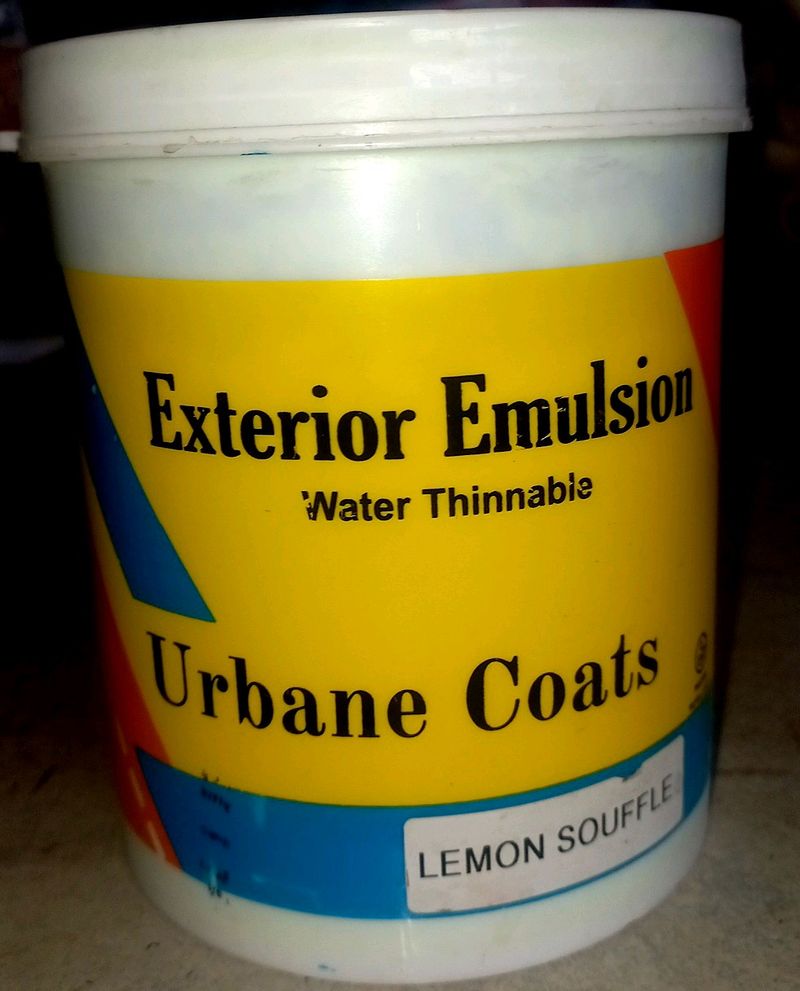 Exterior Emulsion
Water Thinnable
Urbane Coats
LEMON SOUFFLE